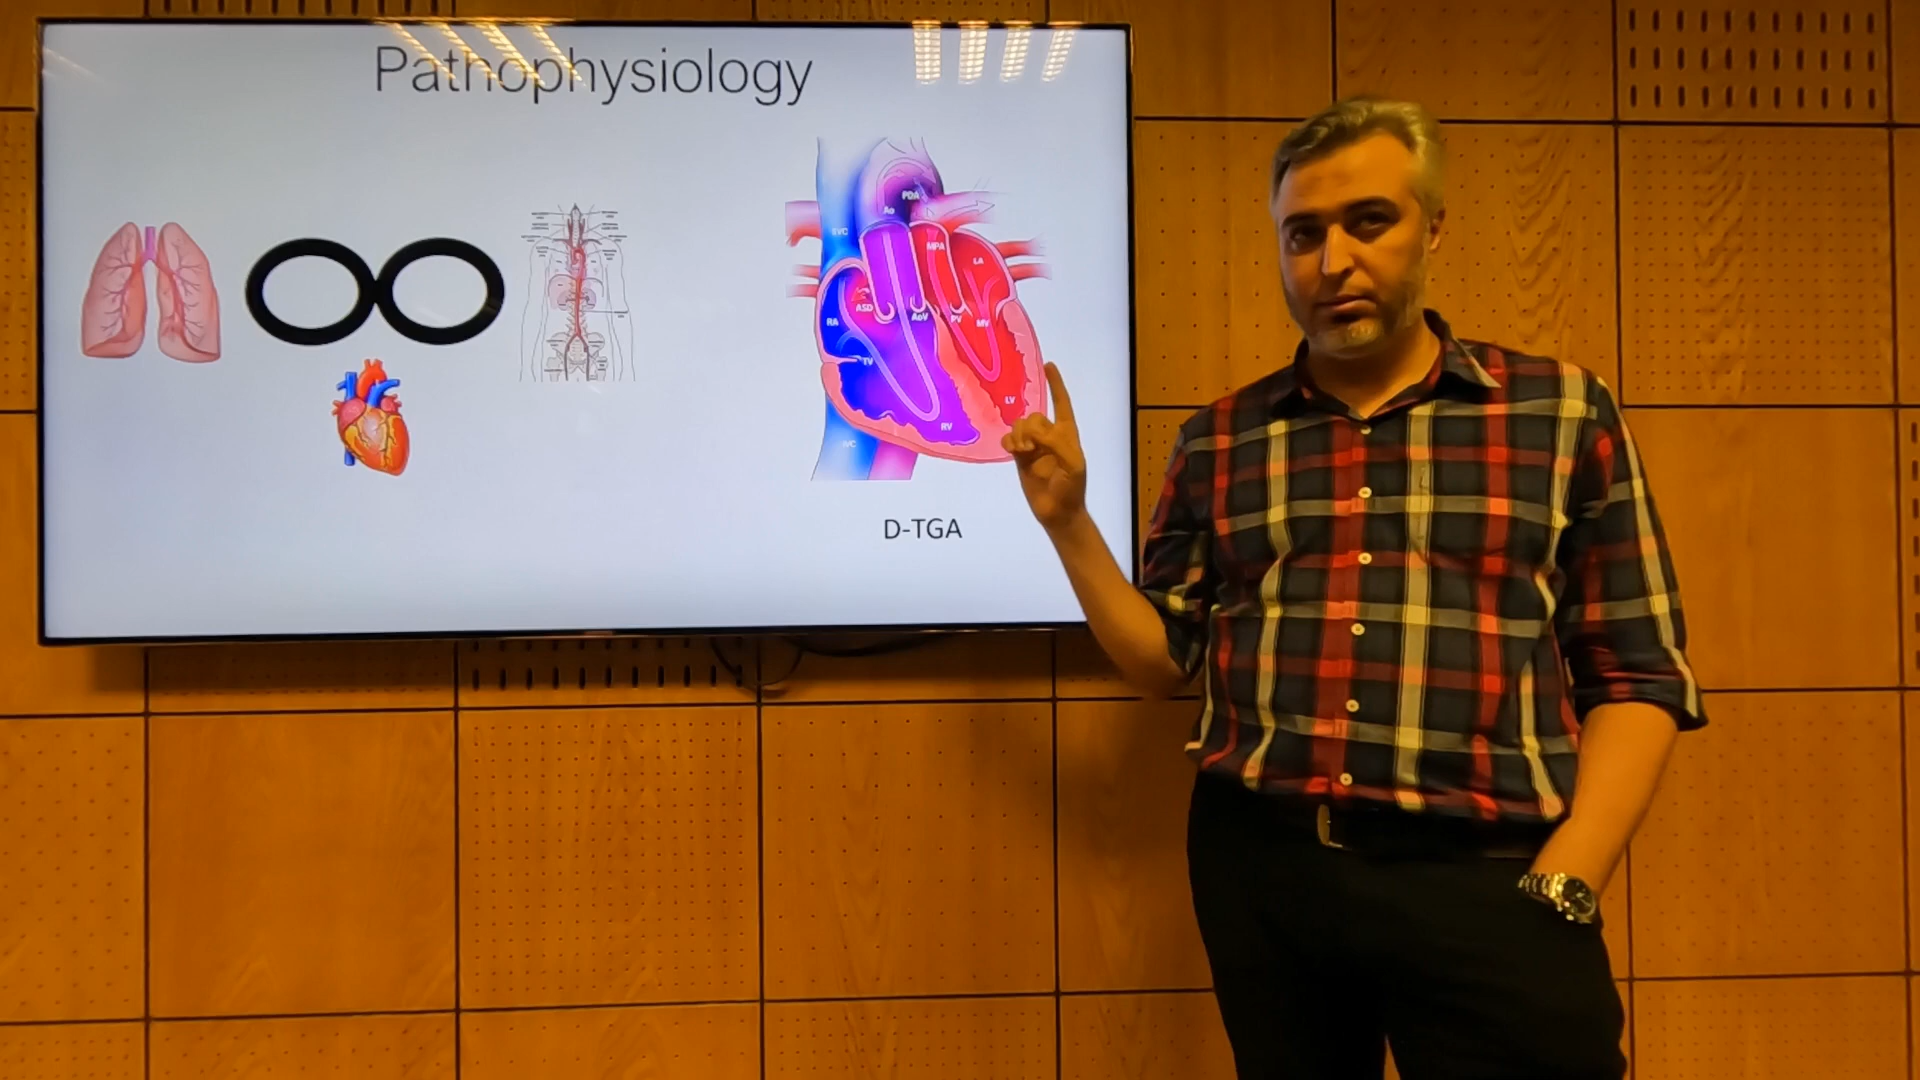 Pathophysiology
PDA
Ao
SVC
MPA
LA
ASD
AoV
PV
MV
RA
TV
LV
RV
IVC
D-TGA